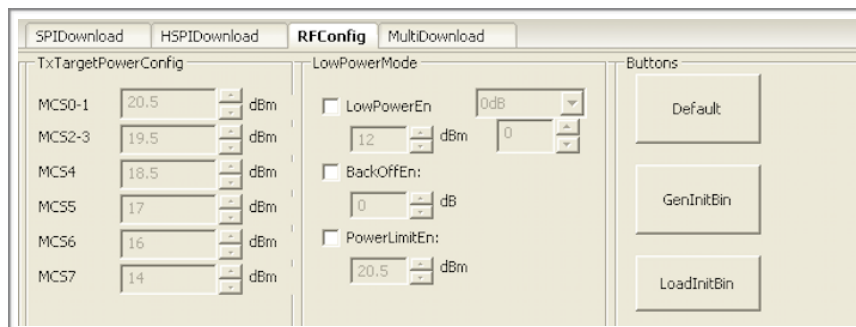 SPIDownload HSPIDownload RFConfig MultiDownload
TxTargetPowerConfig
MCS0-1 20.5 dBm
MCS2-3 19.5 dBm
MCS4 18.5 dBm
MCS5 17 dBm
MCS6 16 dBm
MCS7 14 dBm
LowPowerMode
LowPowerEn 0dB
12 dBm 0
BackOffEn:
0 dB
PowerLimitEn:
20.5 dBm
Buttons
Default
GenInitBin
LoadInitBin